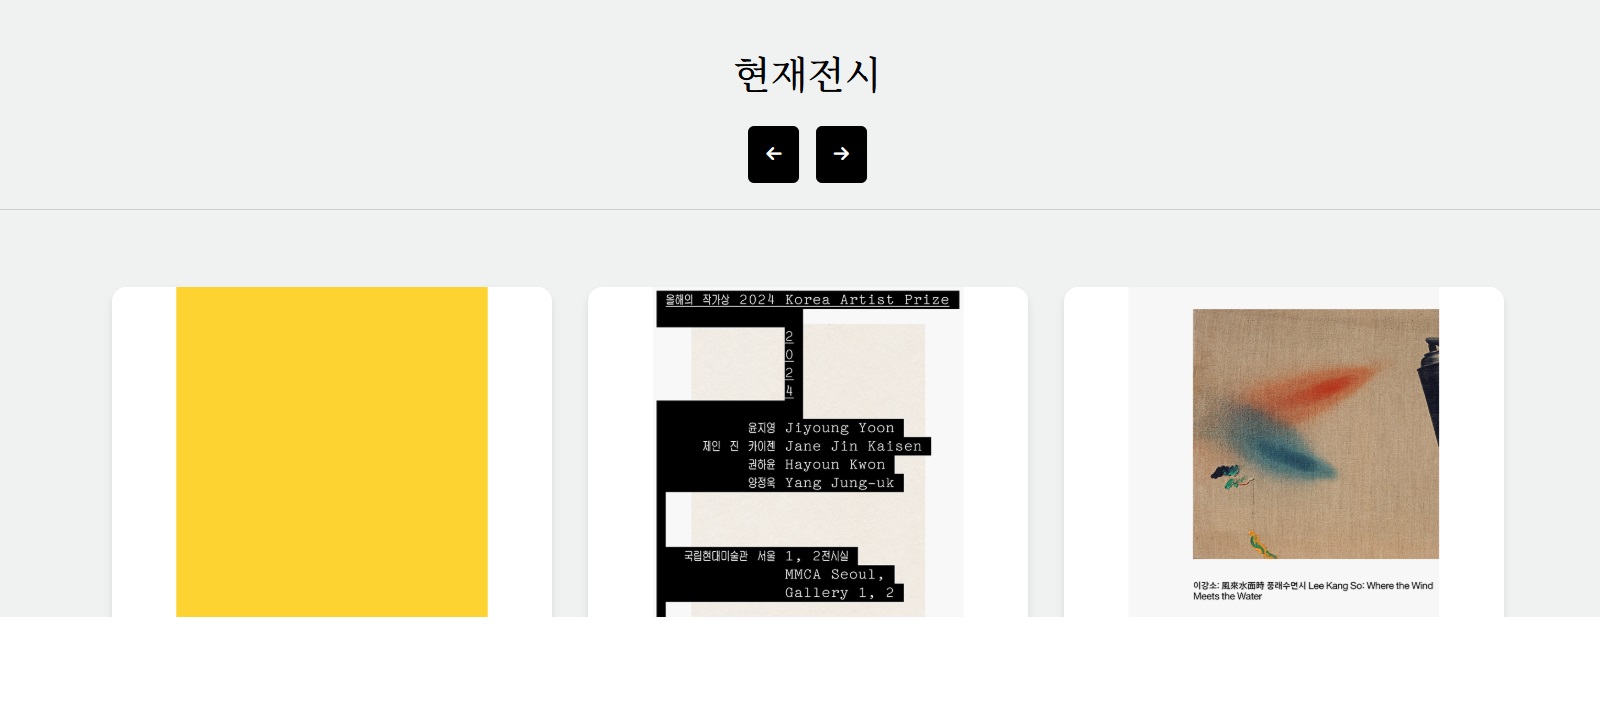 현재전시
올해의 작가상 2024 Korea Artist Prize
2
0
2
4
윤지영 Jiyoung Yoon
제인 진 카이젠 Jane Jin Kaisen
권하윤 Hayoun Kwon
양정욱 Yang Jung-uk
국립현대미술관 서울 1, 2전시실
MMCA Seoul,
Gallery 1, 2
이강소: 風來水面時 풍래수면시 Lee Kang So: Where the Wind
Meets the Water